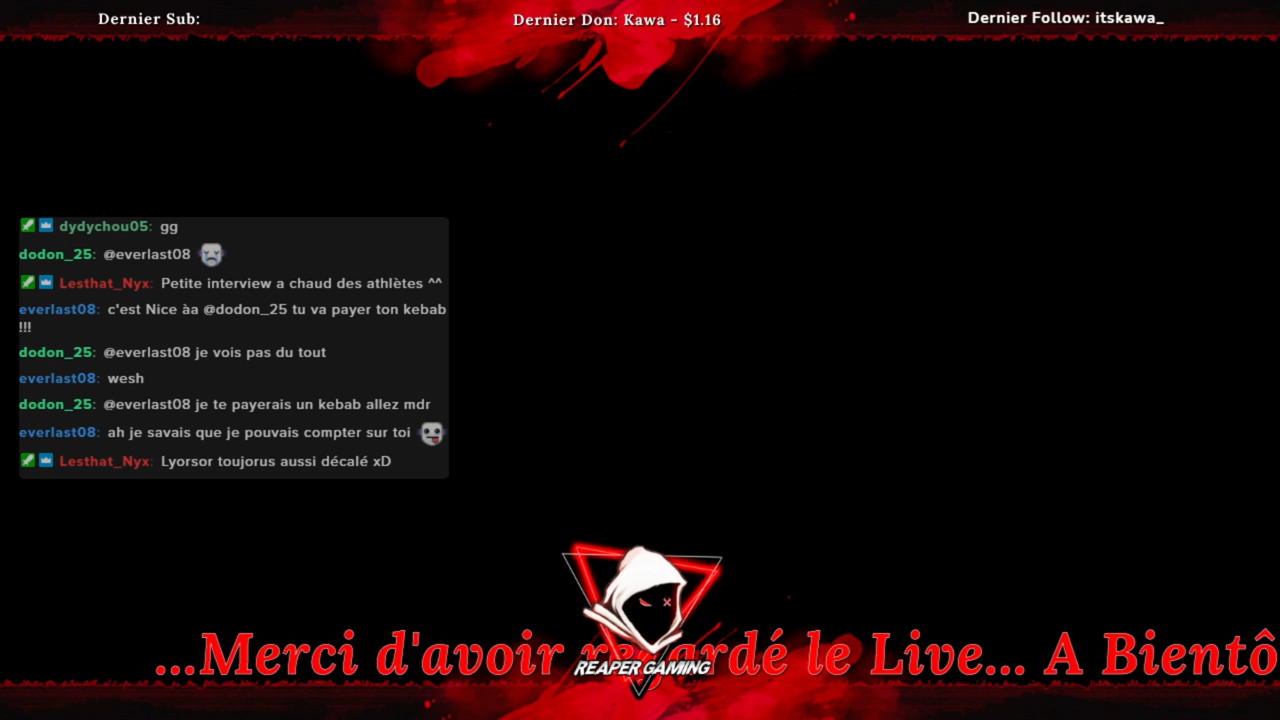 Dernier Sub:
Dernier Don: Kawa - $1.16
Dernier Follow: itskawa_
dydychou05: gg
dodon_25: @everlast08
Lesthat_Nyx: Petite interview a chaud des athlètes ^^
everlast08: c'est Nice àa @dodon_25 tu va payer ton kebab
!!!
dodon_25: @everlast08 je vois pas du tout
everlast08: wesh
dodon_25: @everlast08 je te payerais un kebab allez mdr
everlast08: ah je savais que je pouvais compter sur toi
Lesthat_Nyx: Lyorsor toujorus aussi décalé xD
...Merci d'avoir regardé le Live... A Bientô
REAPER GAMING